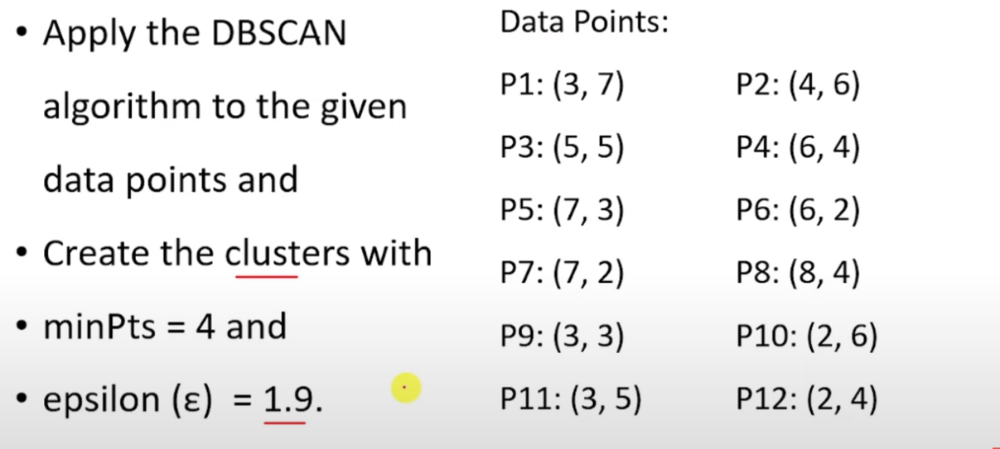 • Apply the DBSCAN
algorithm to the given
data points and
• Create the clusters with
• minPts = 4 and
• epsilon (ε) = 1.9.
Data Points:
P1: (3, 7) P2: (4, 6)
P3: (5, 5) P4: (6, 4)
P5: (7, 3) P6: (6, 2)
P7: (7, 2) P8: (8, 4)
P9: (3, 3) P10: (2, 6)
P11: (3, 5) P12: (2, 4)